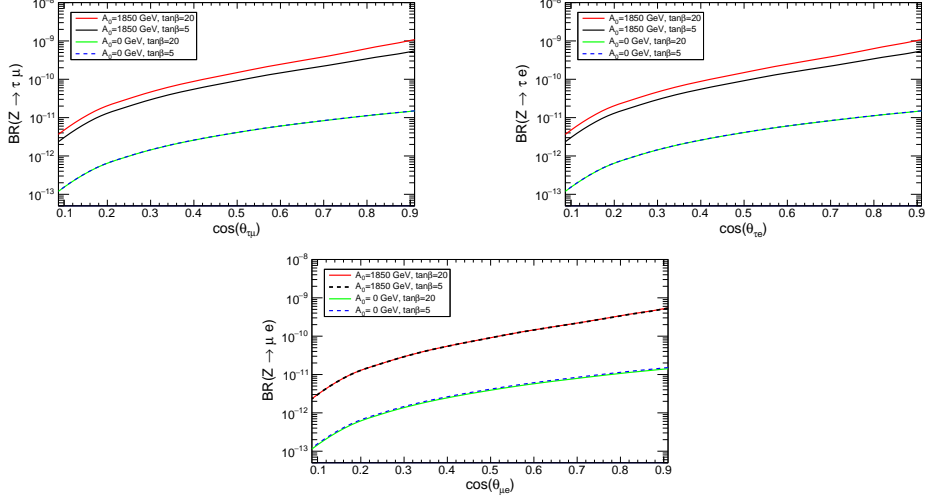 10⁻⁸
10⁻⁹
10⁻¹⁰
10⁻¹¹
10⁻¹²
10⁻¹³
BR(Z → τ μ)
A₀=1850 GeV, tanβ=20
A₀=1850 GeV, tanβ=5
A₀=0 GeV, tanβ=20
A₀=0 GeV, tanβ=5
0.1 0.2 0.3 0.4 0.5 0.6 0.7 0.8 0.9
cos(θτμ)
10⁻⁸
10⁻⁹
10⁻¹⁰
10⁻¹¹
10⁻¹²
10⁻¹³
BR(Z → τ e)
A₀=1850 GeV, tanβ=20
A₀=1850 GeV, tanβ=5
A₀=0 GeV, tanβ=20
A₀=0 GeV, tanβ=5
0.1 0.2 0.3 0.4 0.5 0.6 0.7 0.8 0.9
cos(θτe)
10⁻⁸
10⁻⁹
10⁻¹⁰
10⁻¹¹
10⁻¹²
10⁻¹³
BR(Z → μ e)
A₀=1850 GeV, tanβ=20
A₀=1850 GeV, tanβ=5
A₀= 0 GeV, tanβ=20
A₀= 0 GeV, tanβ=5
0.1 0.2 0.3 0.4 0.5 0.6 0.7 0.8 0.9
cos(θμe)